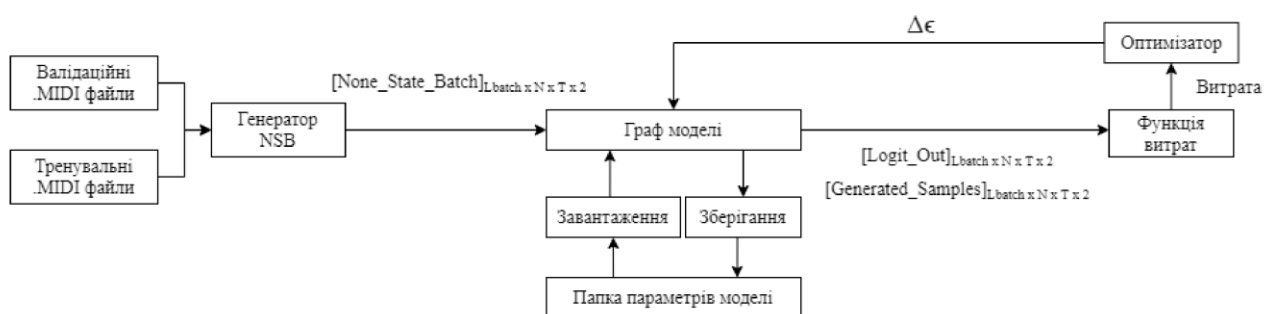 Δϵ
Оптимізатор
Валідаційні
.MIDI файли
[None_State_Batch]Lbatch x N x T x 2
Витрата
Генератор
NSB
Граф моделі
Функція
витрат
Тренувальні
.MIDI файли
[Logit_Out]Lbatch x N x T x 2
[Generated_Samples]Lbatch x N x T x 2
Завантаження
Зберігання
Папка параметрів моделі